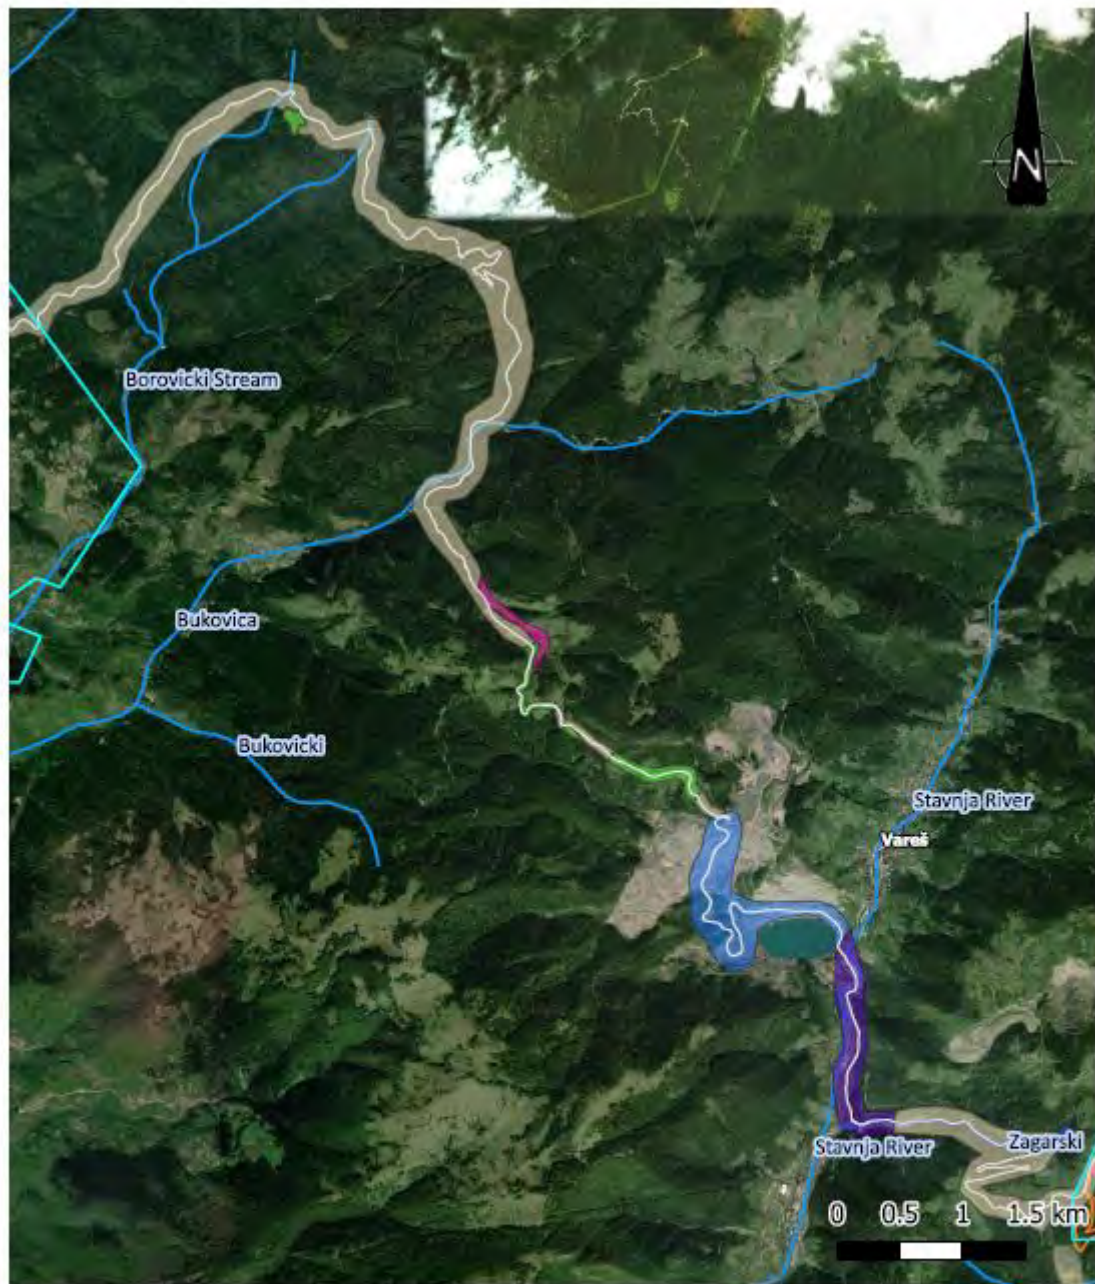 N
Borovicki Stream
Bukovica
Bukovicki
Stavnja River
Vareš
Stavnja River
Zagarski
0 0.5 1 1.5 km